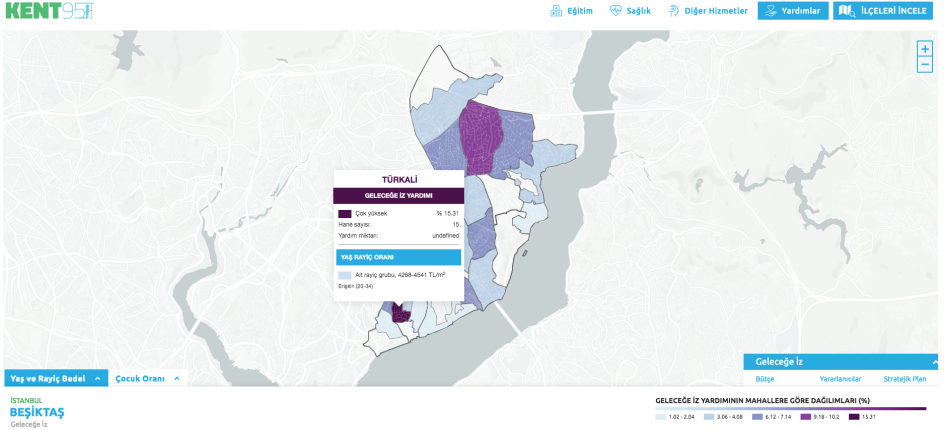 KENT95
Eğitim
Sağlık
Diğer Hizmetler
Yardımlar
İLÇELERİ İNCELE
+
−
TÜRKALİ
GELECEĞE İZ YARDIMI
Çok yüksek % 15.31
Hane sayısı: 15
Yardım miktarı: undefined
YAŞ RAYİÇ ORANI
Alt rayiç grubu, 4268-4541 TL/m²
Erişkin (20-34)
Yaş ve Rayiç Bedel
Çocuk Oranı
Geleceğe İz
Bütçe Yararlanıcılar Stratejik Plan
İSTANBUL
BEŞİKTAŞ
Geleceğe İz
GELECEĞE İZ YARDIMININ MAHALLERE GÖRE DAĞILIMLARI (%)
1.02 - 2.04 3.06 - 4.08 6.12 - 7.14 9.18 - 10.2 15.31